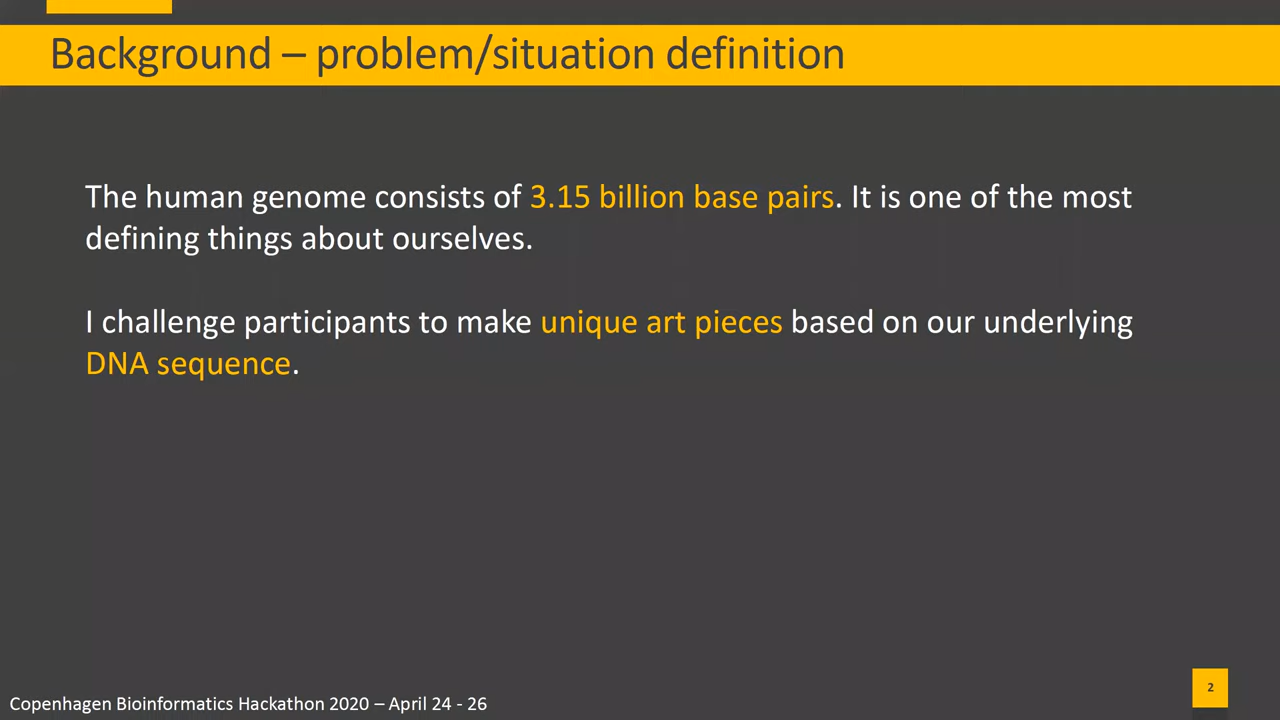 Background – problem/situation definition
The human genome consists of 3.15 billion base pairs. It is one of the most
defining things about ourselves.
I challenge participants to make unique art pieces based on our underlying
DNA sequence.
2
Copenhagen Bioinformatics Hackathon 2020 – April 24 - 26